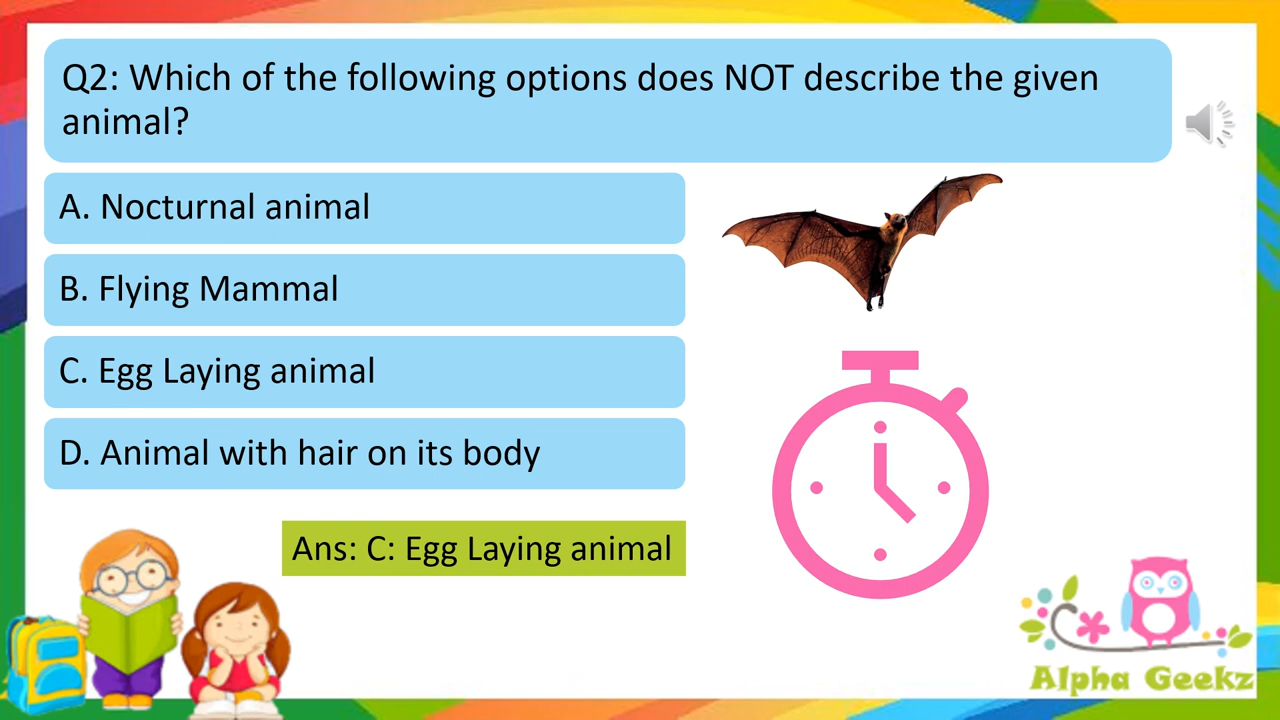 Q2: Which of the following options does NOT describe the given
animal?
A. Nocturnal animal
B. Flying Mammal
C. Egg Laying animal
D. Animal with hair on its body
Ans: C: Egg Laying animal
Alpha Geekz